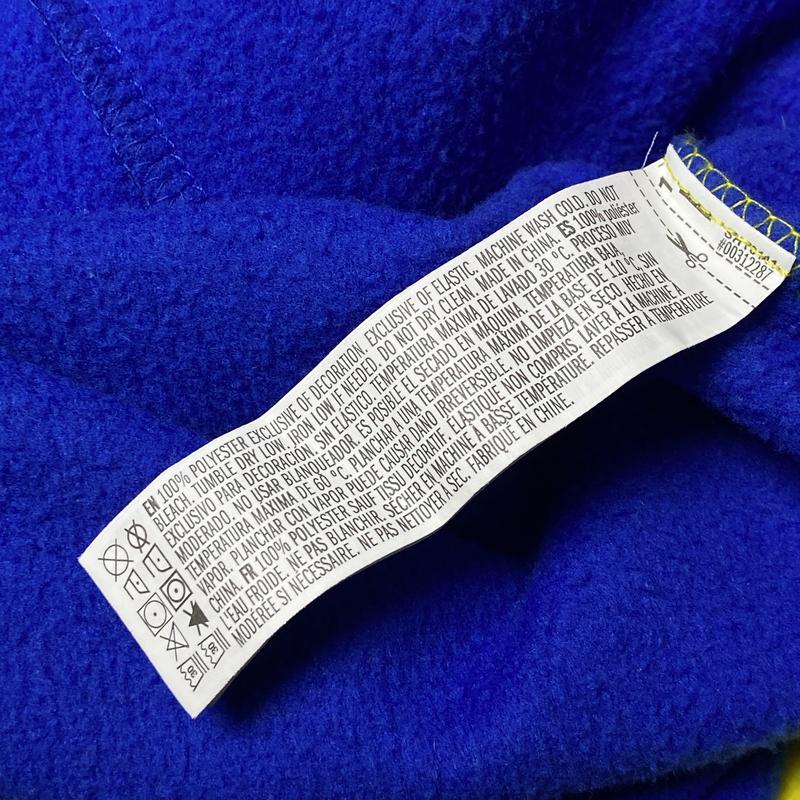 EN 100% POLYESTER EXCLUSIVE OF DECORATION, EXCLUSIVE OF ELASTIC, MACHINE WASH COLD, DO NOT
BLEACH. TUMBLE DRY LOW, IRON LOW IF NEEDED. DO NOT DRY CLEAN. MADE IN CHINA. ES 100% poliéster
EXCLUSIVO PARA DECORACIÓN, SIN ELÁSTICO, TEMPERATURA MÁXIMA DE LAVADO 30 °C. PROCESO MUY
MODERADO. NO USAR BLANQUEADOR. ES POSIBLE EL SECADO EN MÁQUINA. TEMPERATURA BAJA,
TEMPERATURA MÁXIMA DE 60 °C. PLANCHAR A UNA TEMPERATURA MÁXIMA DE LA BASE DE 110 °C, SIN
VAPOR. PLANCHAR CON VAPOR PUEDE CAUSAR DAÑO IRREVERSIBLE. NO LIMPIEZA EN SECO. HECHO EN
CHINA. FR 100% POLYESTER SAUF TISSU DÉCORATIF, ÉLASTIQUE NON COMPRIS, LAVER À LA MACHINE À
L'EAU FROIDE, NE PAS BLANCHIR. SÉCHER EN MACHINE À BASSE TEMPÉRATURE. REPASSER À TEMPÉRATURE
MODÉRÉE SI NÉCESSAIRE. NE PAS NETTOYER À SEC. FABRIQUÉ EN CHINE.
30
30
1
#00312287